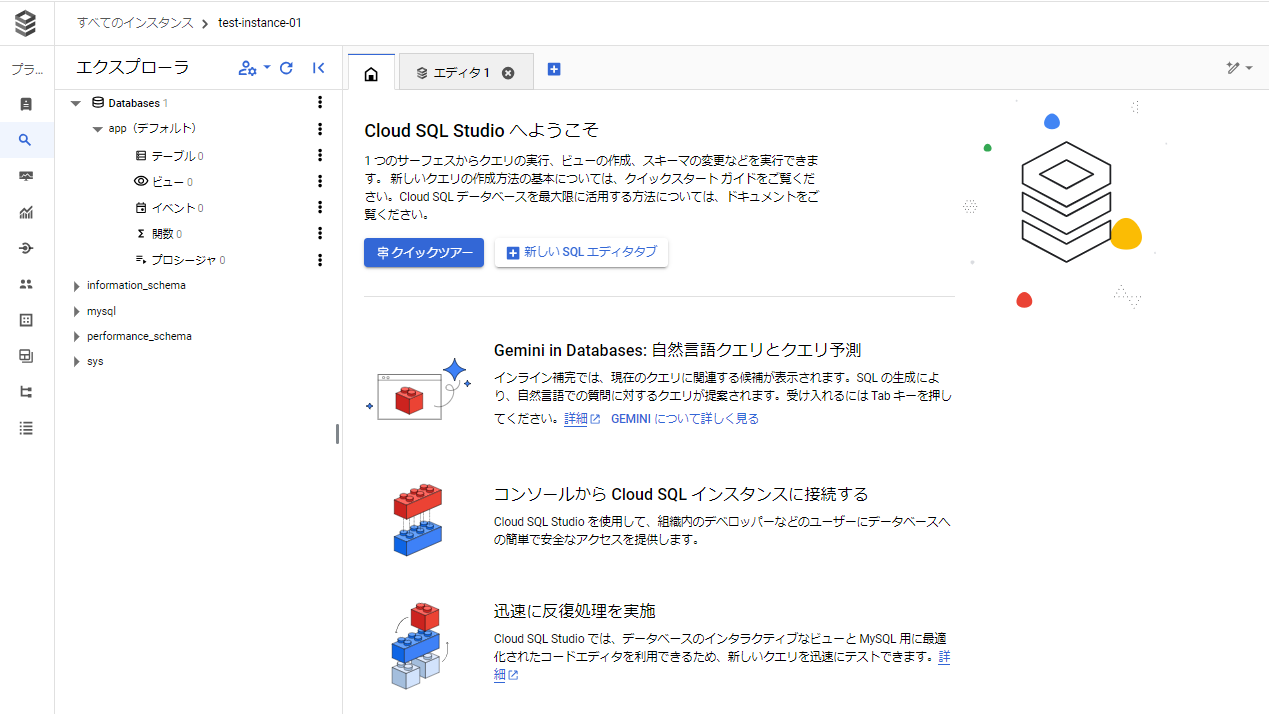 すべてのインスタンス
test-instance-01
プラ...
エクスプローラ
エディタ 1
Databases 1
app（デフォルト）
テーブル 0
ビュー 0
イベント 0
関数 0
プロシージャ 0
information_schema
mysql
performance_schema
sys
Cloud SQL Studio へようこそ
1 つのサーフェスからクエリの実行、ビューの作成、スキーマの変更などを実行できま
す。 新しいクエリの作成方法の基本については、クイックスタート ガイドをご覧くだ
さい。Cloud SQL データベースを最大限に活用する方法については、ドキュメントをご
覧ください。
クイックツアー
新しい SQL エディタタブ
Gemini in Databases: 自然言語クエリとクエリ予測
インライン補完では、現在のクエリに関連する候補が表示されます。SQL の生成によ
り、自然言語での質問に対するクエリが提案されます。受け入れるには Tab キーを押し
てください。詳細 GEMINI について詳しく見る
コンソールから Cloud SQL インスタンスに接続する
Cloud SQL Studio を使用して、組織内のデベロッパーなどのユーザーにデータベースへ
の簡単で安全なアクセスを提供します。
迅速に反復処理を実施
Cloud SQL Studio では、データベースのインタラクティブなビューと MySQL 用に最適
化されたコードエディタを利用できるため、新しいクエリを迅速にテストできます。詳
細